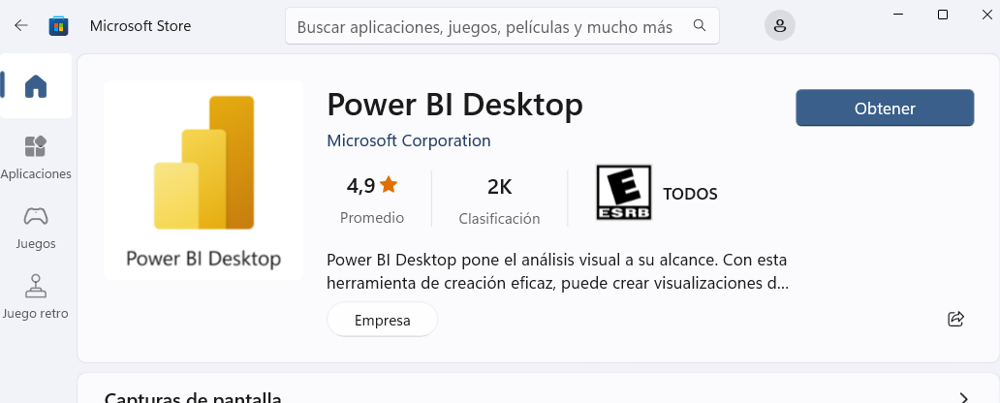 Microsoft Store
Buscar aplicaciones, juegos, películas y mucho más
Aplicaciones
Juegos
Juego retro
Power BI Desktop
Power BI Desktop
Microsoft Corporation
Obtener
4,9
Promedio
2K
Clasificación
E
ESRB
TODOS
Power BI Desktop pone el análisis visual a su alcance. Con esta
herramienta de creación eficaz, puede crear visualizaciones d...
Empresa
Capturas de pantalla